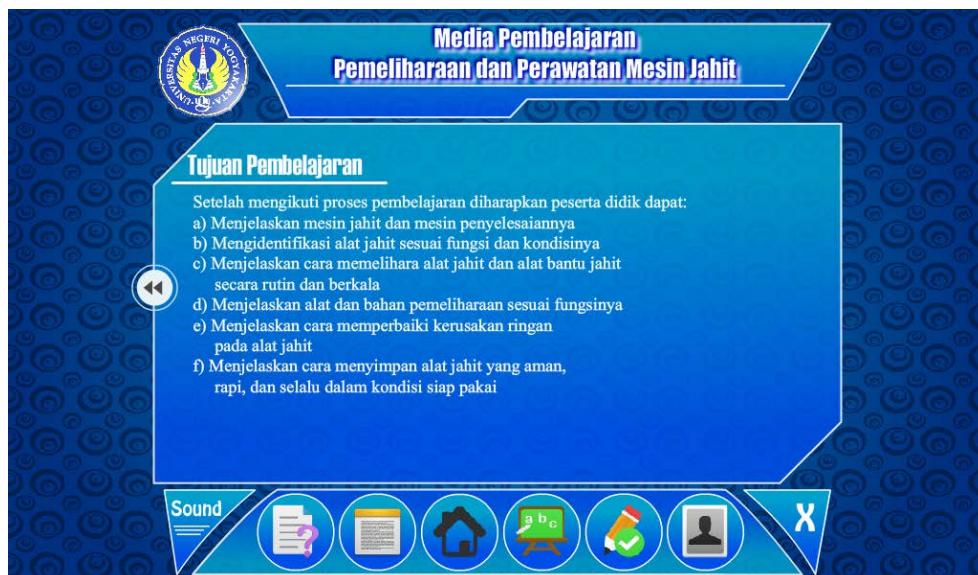 Media Pembelajaran
Pemeliharaan dan Perawatan Mesin Jahit
UNIVERSITAS NEGERI YOGYAKARTA
Tujuan Pembelajaran
Setelah mengikuti proses pembelajaran diharapkan peserta didik dapat:
a) Menjelaskan mesin jahit dan mesin penyelesaiannya
b) Mengidentifikasi alat jahit sesuai fungsi dan kondisinya
c) Menjelaskan cara memelihara alat jahit dan alat bantu jahit
secara rutin dan berkala
d) Menjelaskan alat dan bahan pemeliharaan sesuai fungsinya
e) Menjelaskan cara memperbaiki kerusakan ringan
pada alat jahit
f) Menjelaskan cara menyimpan alat jahit yang aman,
rapi, dan selalu dalam kondisi siap pakai
Sound
?
a b c
X